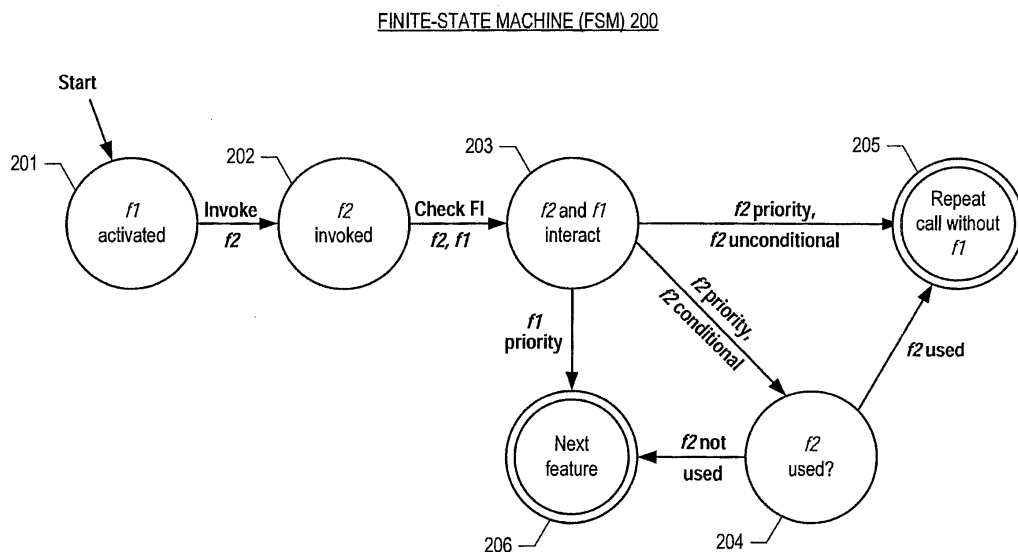 FINITE-STATE MACHINE (FSM) 200
Start
201
202
203
205
f1
activated
Invoke
f2
f2
invoked
Check FI
f2, f1
f2 and f1
interact
f2 priority,
f2 unconditional
Repeat
call without
f1
f1
priority
f2 priority,
f2 conditional
f2 used
Next
feature
f2 not
used
f2
used?
206
204